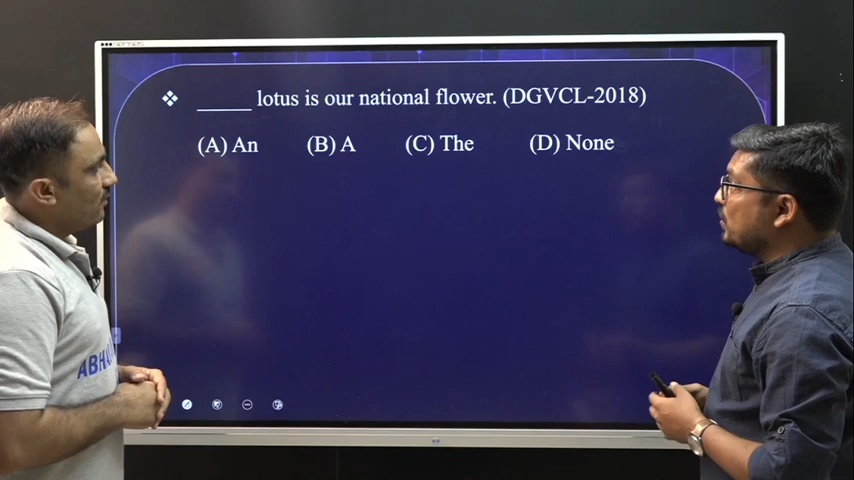 ❖ _____ lotus is our national flower. (DGVCL-2018)
(A) An (B) A (C) The (D) None